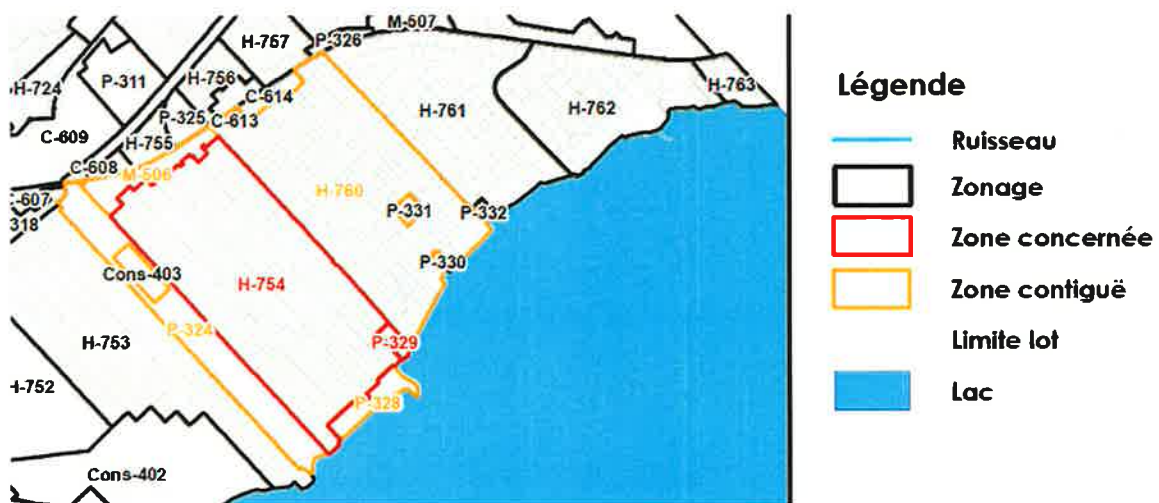 M-507
H-757
P-326
H-724
P-311
H-756
C-614
H-761
H-762
H-763
C-609
P-325
C-613
H-755
C-608
M-506
C-607
318
H-760
P-331
P-332
P-330
Cons-403
H-754
P-324
P-329
H-753
H-752
P-328
Cons-402
Légende
Ruisseau
Zonage
Zone concernée
Zone contiguë
Limite lot
Lac